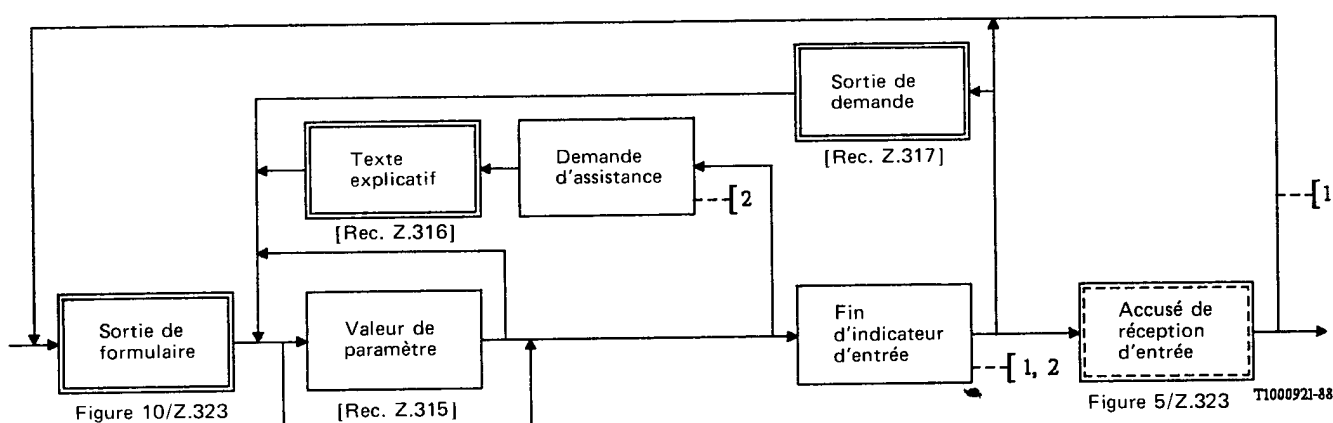 Sortie de
demande
[Rec. Z.317]
Texte
explicatif
[Rec. Z.316]
Demande
d'assistance
[2
[1
Sortie de
formulaire
Figure 10/Z.323
Valeur de
paramètre
[Rec. Z.315]
Fin
d'indicateur
d'entrée
[1, 2
Accusé de
réception
d'entrée
Figure 5/Z.323
T1000921-88